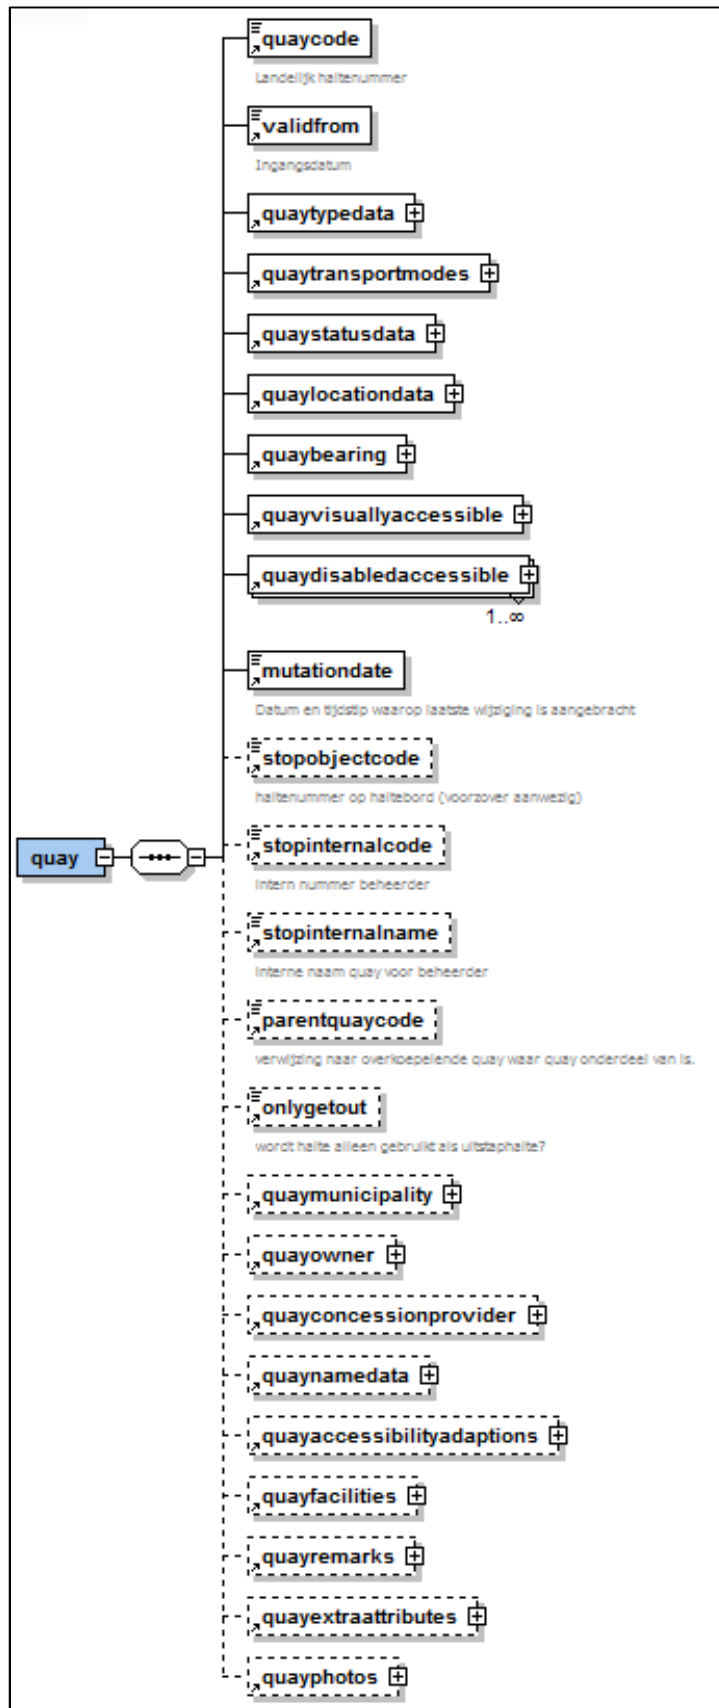 quaycode
Landelijk haltenummer
validfrom
Ingangsdatum
quaytypedata
quaytransportmodes
quaystatusdata
quaylocationdata
quaybearing
quayvisuallyaccessible
quaydisabledaccessible
1..∞
mutationdate
Datum en tijdstip waarop laatste wijziging is aangebracht
stopobjectcode
haltenummer op haltebord (voorzover aanwezig)
quay
stopinternalcode
Intern nummer beheerder
stopinternalname
Interne naam quay voor beheerder
parentquaycode
verwijzing naar overkoepelende quay waar quay onderdeel van is.
onlygetout
wordt halte alleen gebruikt als uitstaphalte?
quaymunicipality
quayowner
quayconcessionprovider
quaynamedata
quayaccessibilityadaptions
quayfacilities
quayremarks
quayextraattributes
quayphotos